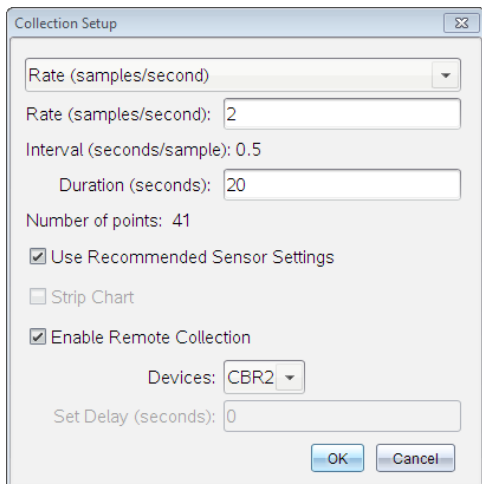 Collection Setup
Rate (samples/second)
Rate (samples/second): 2
Interval (seconds/sample): 0.5
Duration (seconds): 20
Number of points: 41
Use Recommended Sensor Settings
Strip Chart
Enable Remote Collection
Devices: CBR2
Set Delay (seconds): 0
OK Cancel